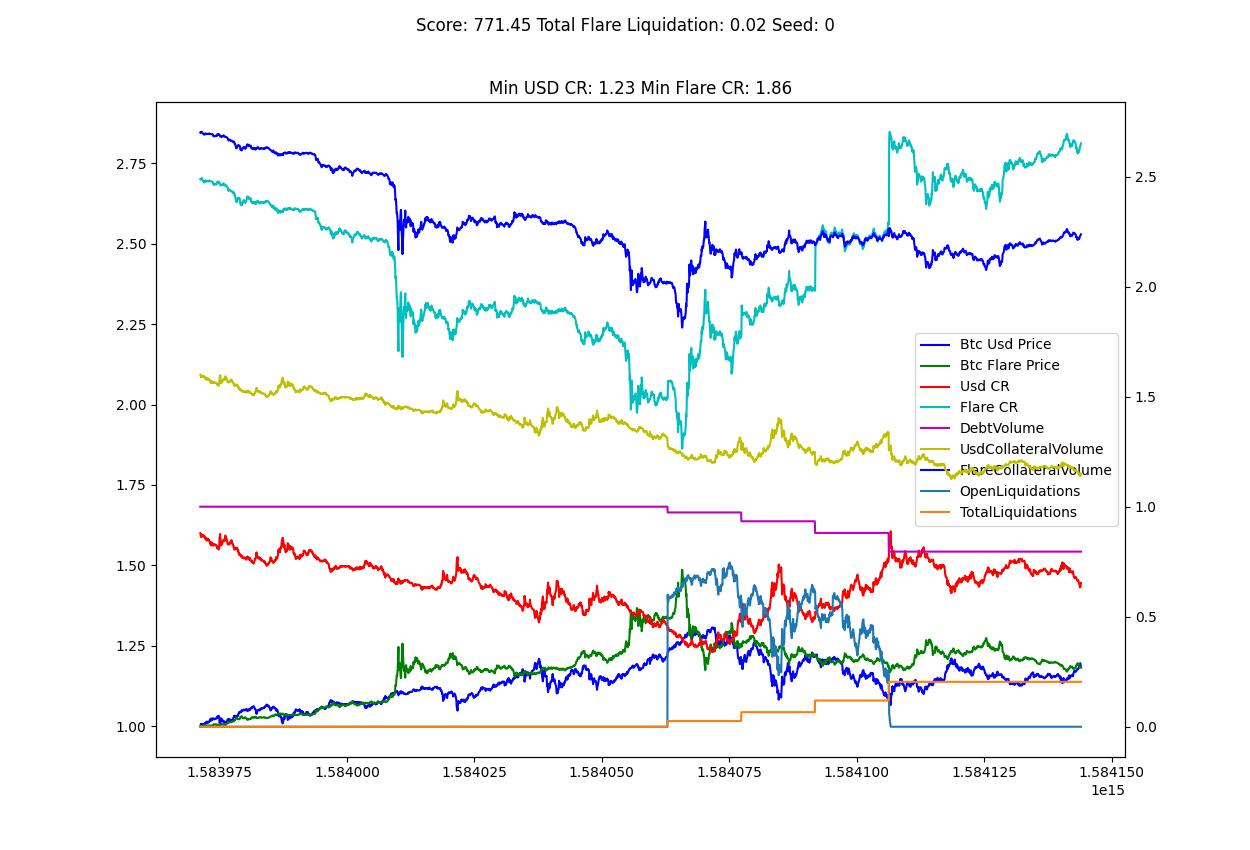 Score: 771.45 Total Flare Liquidation: 0.02 Seed: 0
Min USD CR: 1.23 Min Flare CR: 1.86
2.75
2.50
2.25
2.00
1.75
1.50
1.25
1.00
2.5
2.0
1.5
1.0
0.5
0.0
Btc Usd Price
Btc Flare Price
Usd CR
Flare CR
DebtVolume
UsdCollateralVolume
FlareCollateralVolume
OpenLiquidations
TotalLiquidations
1.583975 1.584000 1.584025 1.584050 1.584075 1.584100 1.584125 1.584150
1e15